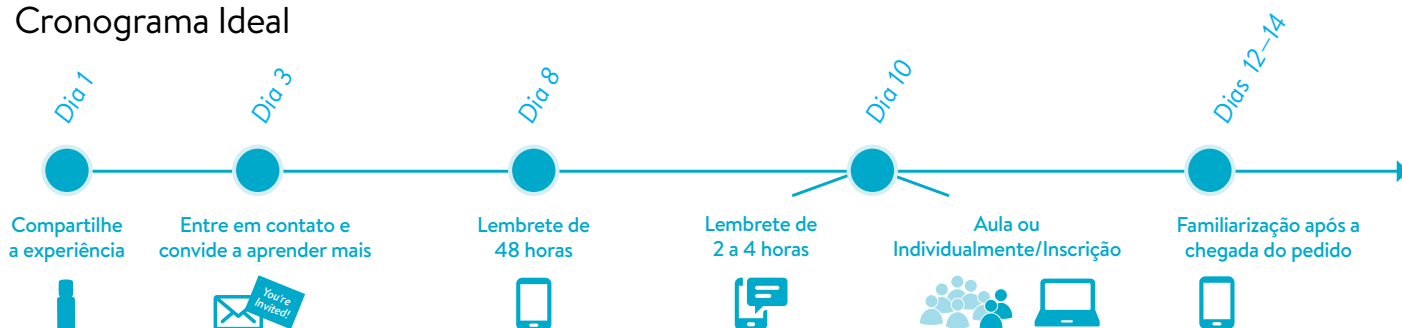 Cronograma Ideal
Dia 1
Dia 3
Dia 8
Dia 10
Dias 12–14
Compartilhe
a experiência
Entre em contato e
convide a aprender mais
You're
Invited!
Lembrete de
48 horas
Lembrete de
2 a 4 horas
Aula ou
Individualmente/Inscrição
Familiarização após a
chegada do pedido